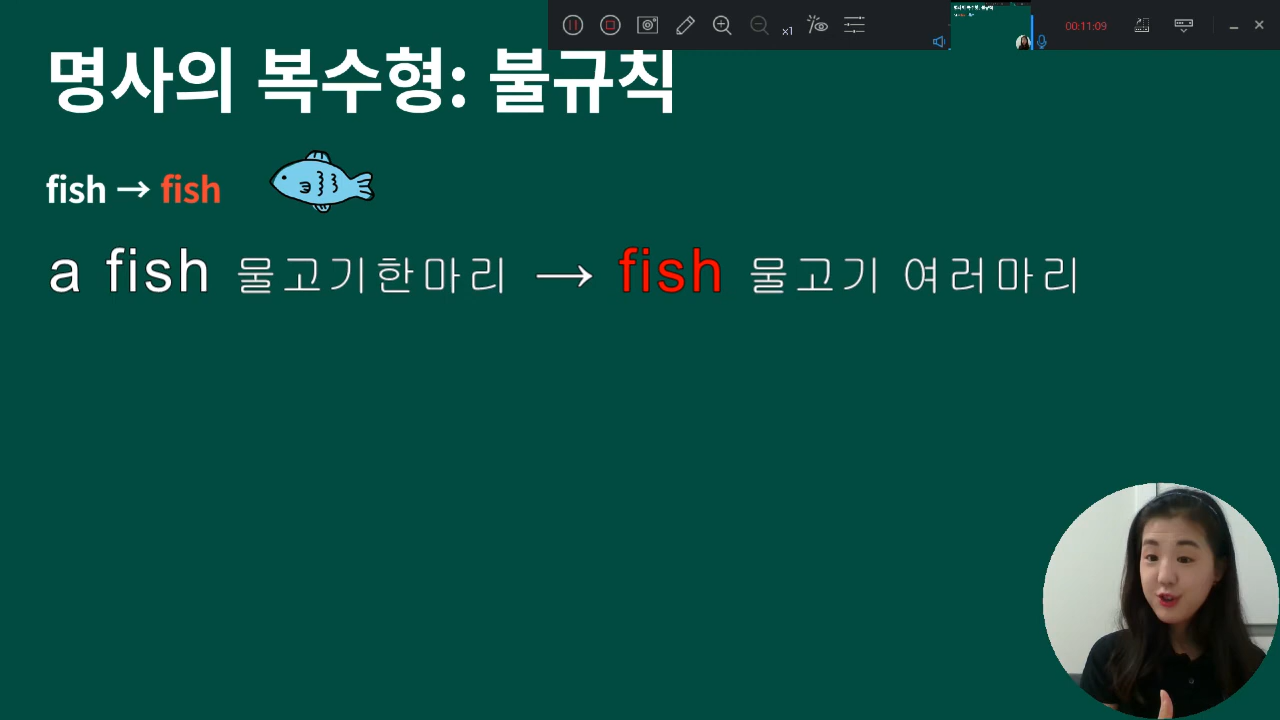 x1
00:11:09
명사의 복수형: 불규칙
fish → fish
a fish 물고기한마리 → fish 물고기 여러마리